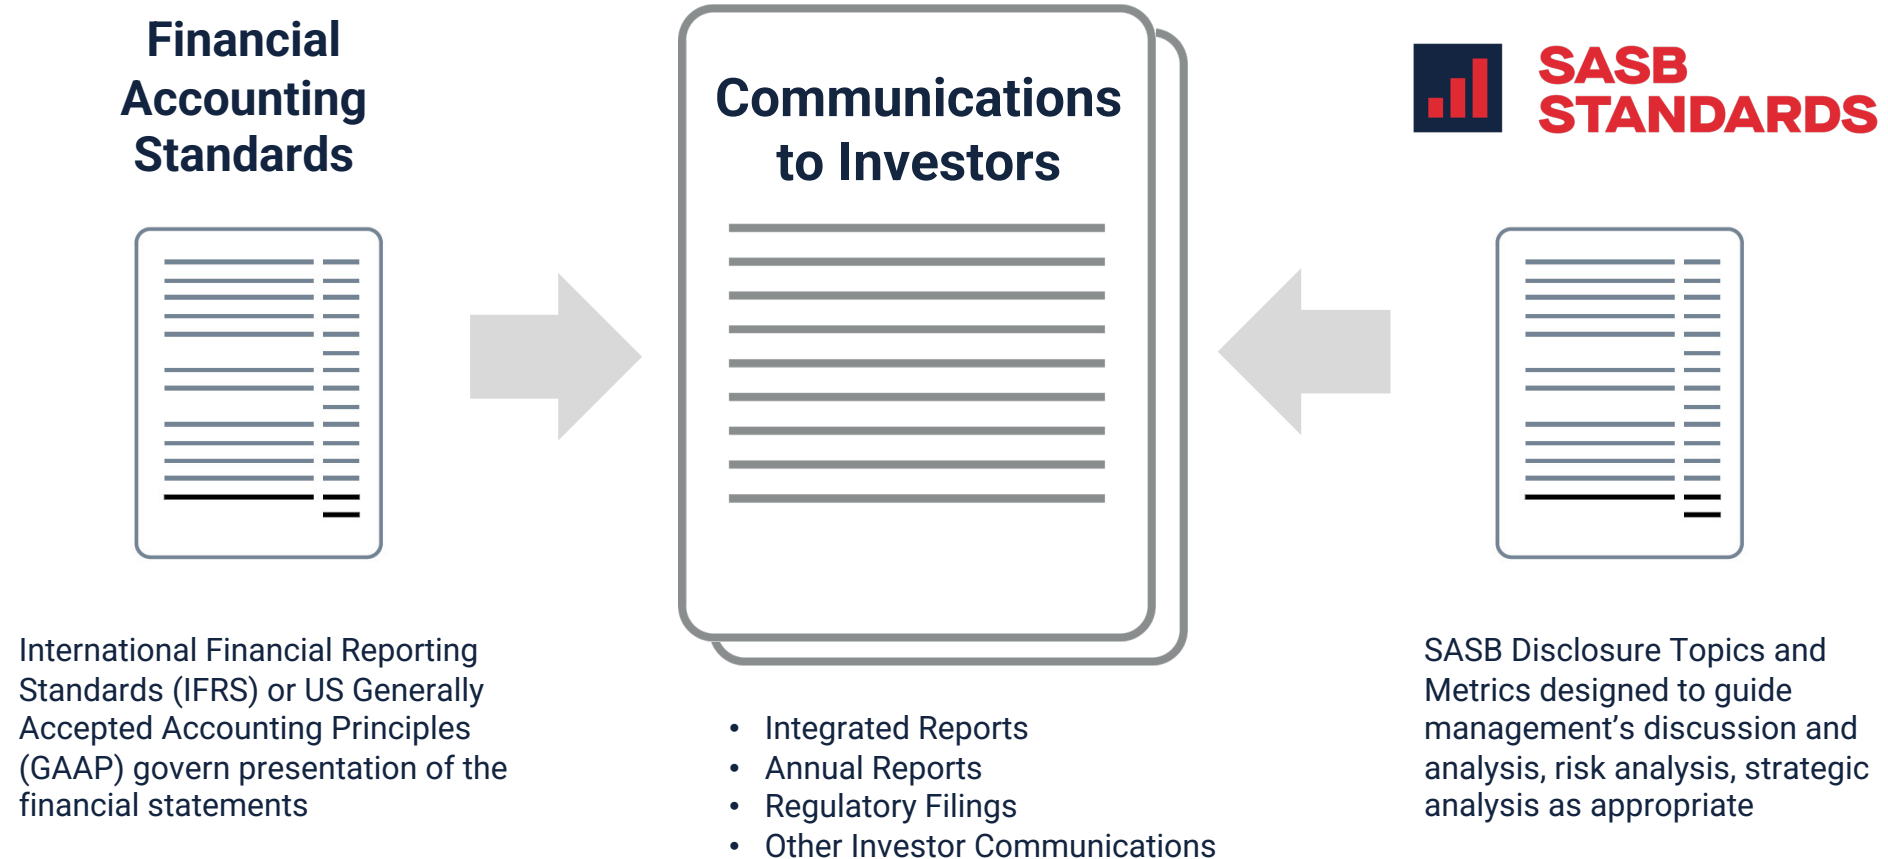 Financial
Accounting
Standards
International Financial Reporting
Standards (IFRS) or US Generally
Accepted Accounting Principles
(GAAP) govern presentation of the
financial statements
Communications
to Investors
• Integrated Reports
• Annual Reports
• Regulatory Filings
• Other Investor Communications
SASB
STANDARDS
SASB Disclosure Topics and
Metrics designed to guide
management’s discussion and
analysis, risk analysis, strategic
analysis as appropriate